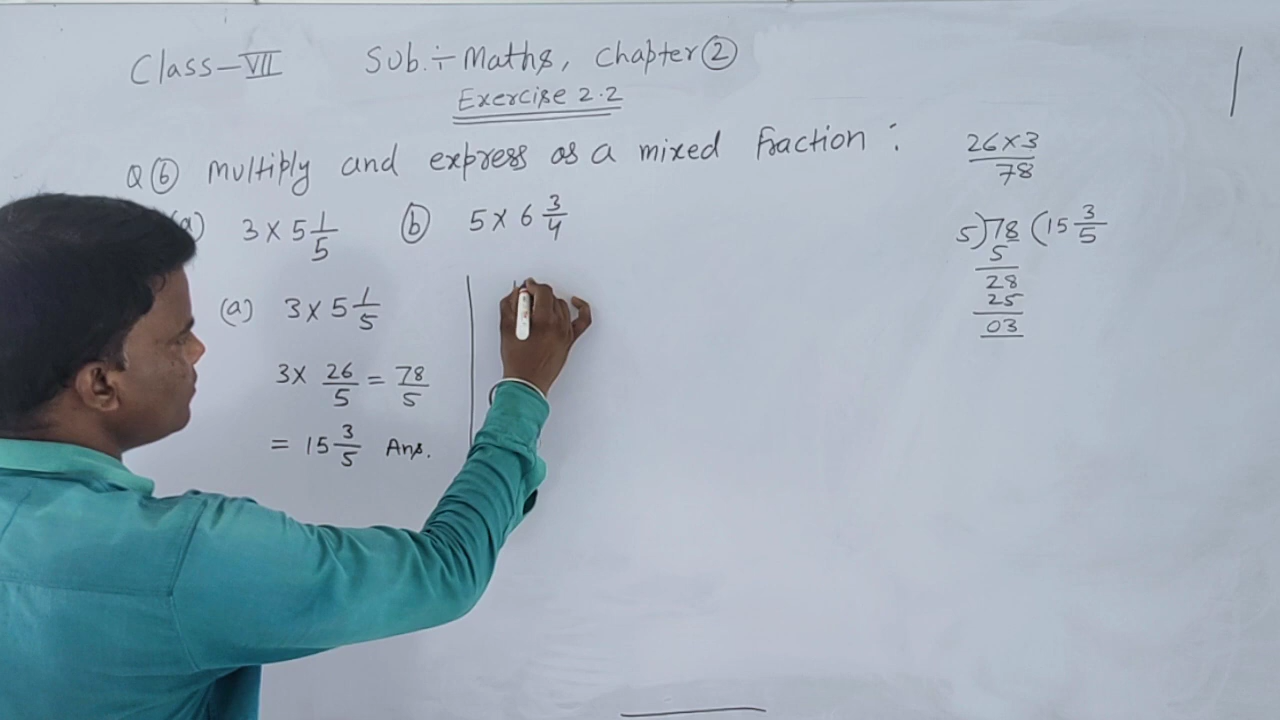 Class-VII Sub.:- Maths, Chapter ②
Exercise 2.2
Q ⑥ Multiply and express as a mixed Fraction :
(a) 3 × 5 1/5 ⓑ 5 × 6 3/4
(a) 3 × 5 1/5
3 × 26/5 = 78/5
= 15 3/5 Ans.
26 × 3
78
5)78(15 3/5
5
28
25
03